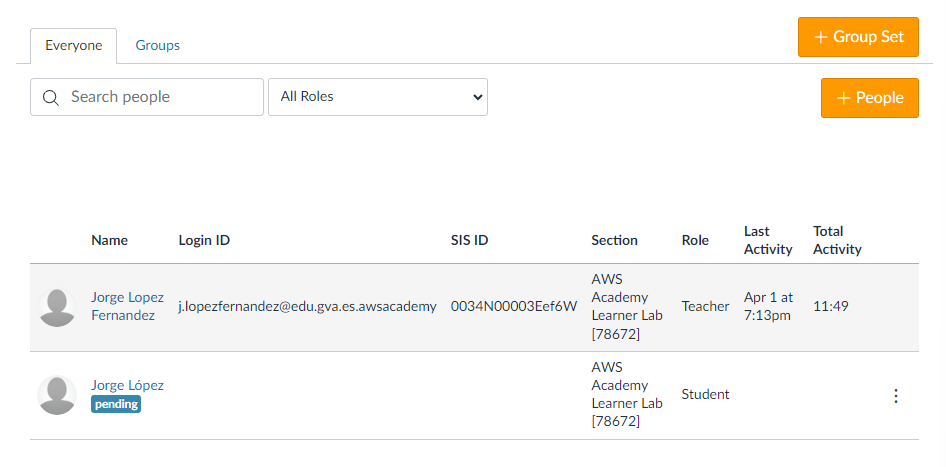 Everyone
Groups
+ Group Set
Search people
All Roles
+ People
Name
Login ID
SIS ID
Section
Role
Last
Activity
Total
Activity
Jorge Lopez
Fernandez
j.lopezfernandez@edu.gva.es.awsacademy
0034N00003Eef6W
AWS
Academy
Learner Lab
[78672]
Teacher
Apr 1 at
7:13pm
11:49
Jorge López
pending
AWS
Academy
Learner Lab
[78672]
Student